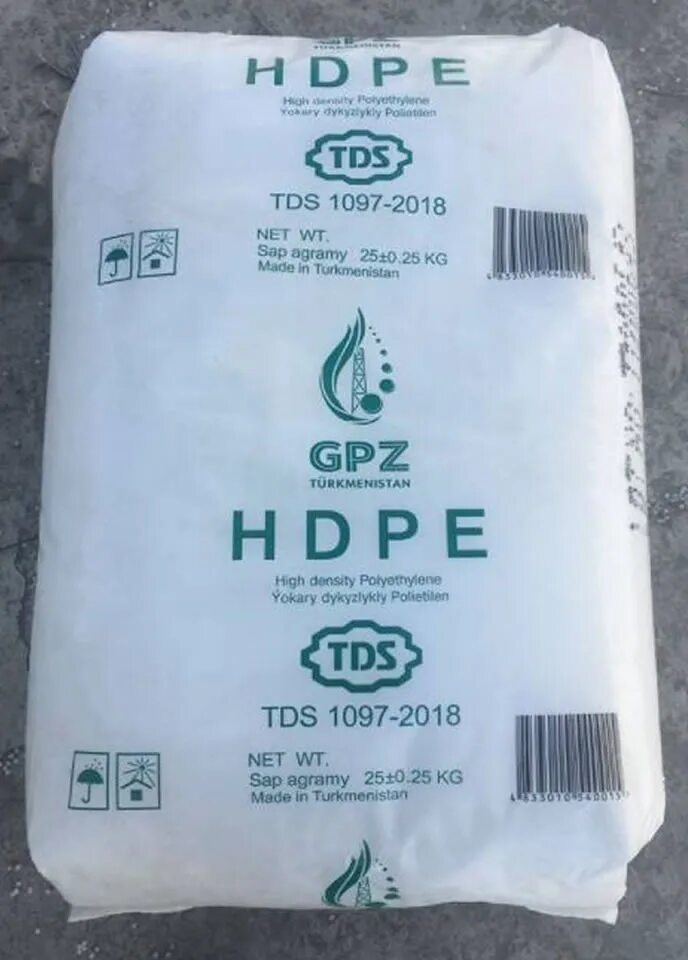 GPZ
TÜRKMENISTAN
HDPE
High density Polyethylene
Ýokary dykyzlykly Polietilen
TDS
TDS 1097-2018
NET WT.
Sap agramy 25±0.25 KG
Made in Turkmenistan
GPZ
TÜRKMENISTAN
HDPE
High density Polyethylene
Ýokary dykyzlykly Polietilen
TDS
TDS 1097-2018
NET WT.
Sap agramy 25±0.25 KG
Made in Turkmenistan